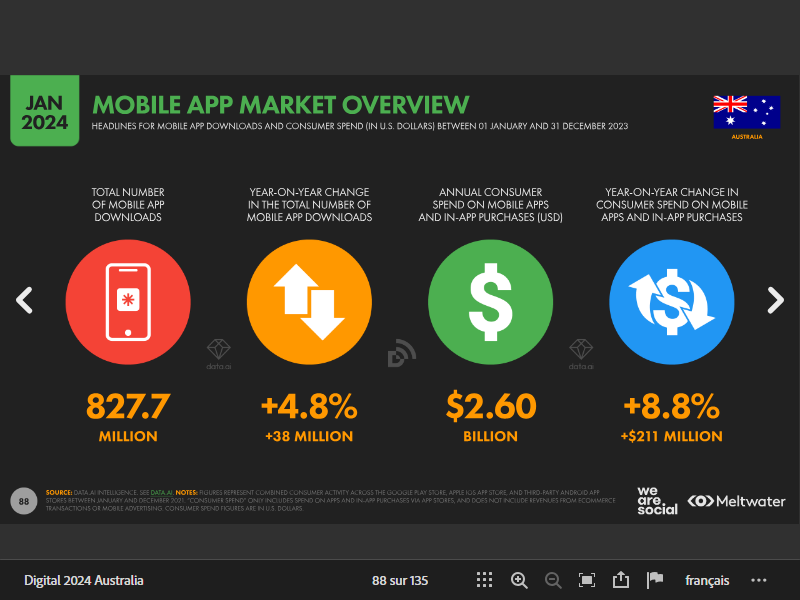 JAN
2024
MOBILE APP MARKET OVERVIEW
HEADLINES FOR MOBILE APP DOWNLOADS AND CONSUMER SPEND (IN U.S. DOLLARS) BETWEEN 01 JANUARY AND 31 DECEMBER 2023
AUSTRALIA
TOTAL NUMBER
OF MOBILE APP
DOWNLOADS
YEAR-ON-YEAR CHANGE
IN THE TOTAL NUMBER OF
MOBILE APP DOWNLOADS
ANNUAL CONSUMER
SPEND ON MOBILE APPS
AND IN-APP PURCHASES (USD)
YEAR-ON-YEAR CHANGE IN
CONSUMER SPEND ON MOBILE
APPS AND IN-APP PURCHASES
$
$
data.ai
data.ai
827.7
MILLION
+4.8%
+38 MILLION
$2.60
BILLION
+8.8%
+$211 MILLION
88
SOURCE: DATA.AI INTELLIGENCE. SEE DATA.AI. NOTES: FIGURES REPRESENT COMBINED CONSUMER ACTIVITY ACROSS THE GOOGLE PLAY STORE, APPLE IOS APP STORE, AND THIRD-PARTY ANDROID APP
STORES BETWEEN JANUARY AND DECEMBER 2021. "CONSUMER SPEND" ONLY INCLUDES SPEND ON APPS AND IN-APP PURCHASES VIA APP STORES, AND DOES NOT INCLUDE REVENUES FROM ECOMMERCE
TRANSACTIONS OR MOBILE ADVERTISING. CONSUMER SPEND FIGURES ARE IN U.S. DOLLARS.
we
are.
social
Meltwater
Digital 2024 Australia
88 sur 135
français